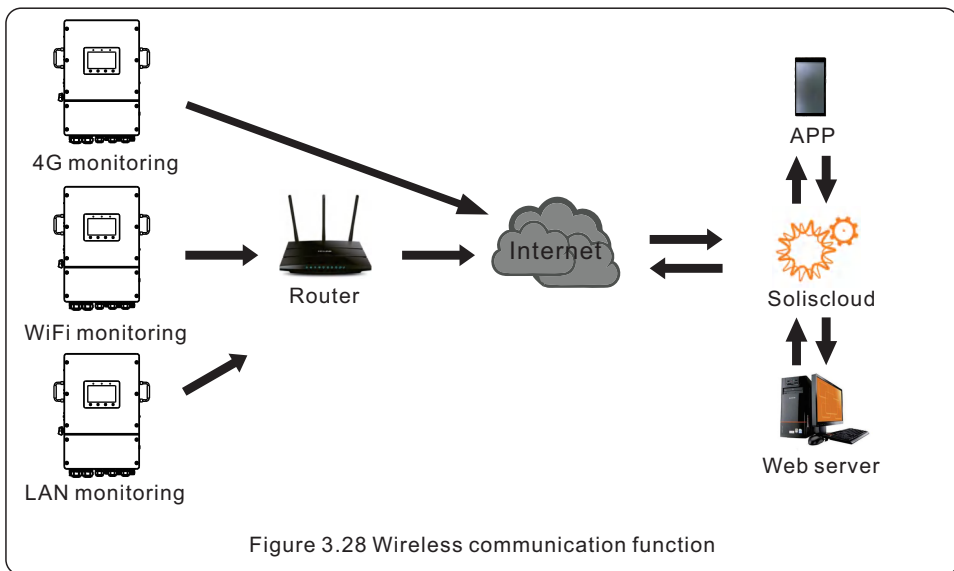 4G monitoring
WiFi monitoring
LAN monitoring
Router
Internet
APP
Soliscloud
Web server
Figure 3.28 Wireless communication function